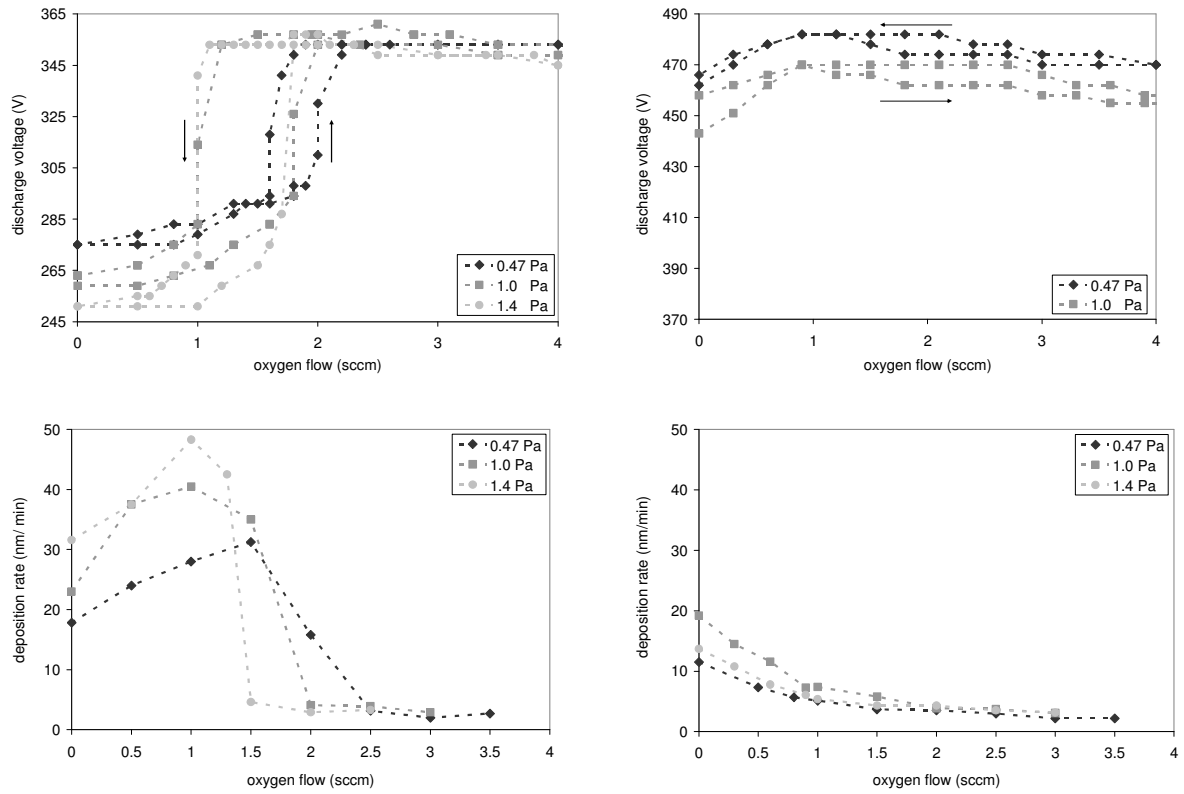 365
345
325
305
285
265
245
discharge voltage (V)
0 1 2 3 4
oxygen flow (sccm)
0.47 Pa
1.0 Pa
1.4 Pa
490
470
450
430
410
390
370
discharge voltage (V)
0 1 2 3 4
oxygen flow (sccm)
0.47 Pa
1.0 Pa
50
40
30
20
10
0
deposition rate (nm/ min)
0 0.5 1 1.5 2 2.5 3 3.5 4
oxygen flow (sccm)
0.47 Pa
1.0 Pa
1.4 Pa
50
40
30
20
10
0
deposition rate (nm/min)
0 0.5 1 1.5 2 2.5 3 3.5 4
oxygen flow (sccm)
0.47 Pa
1.0 Pa
1.4 Pa